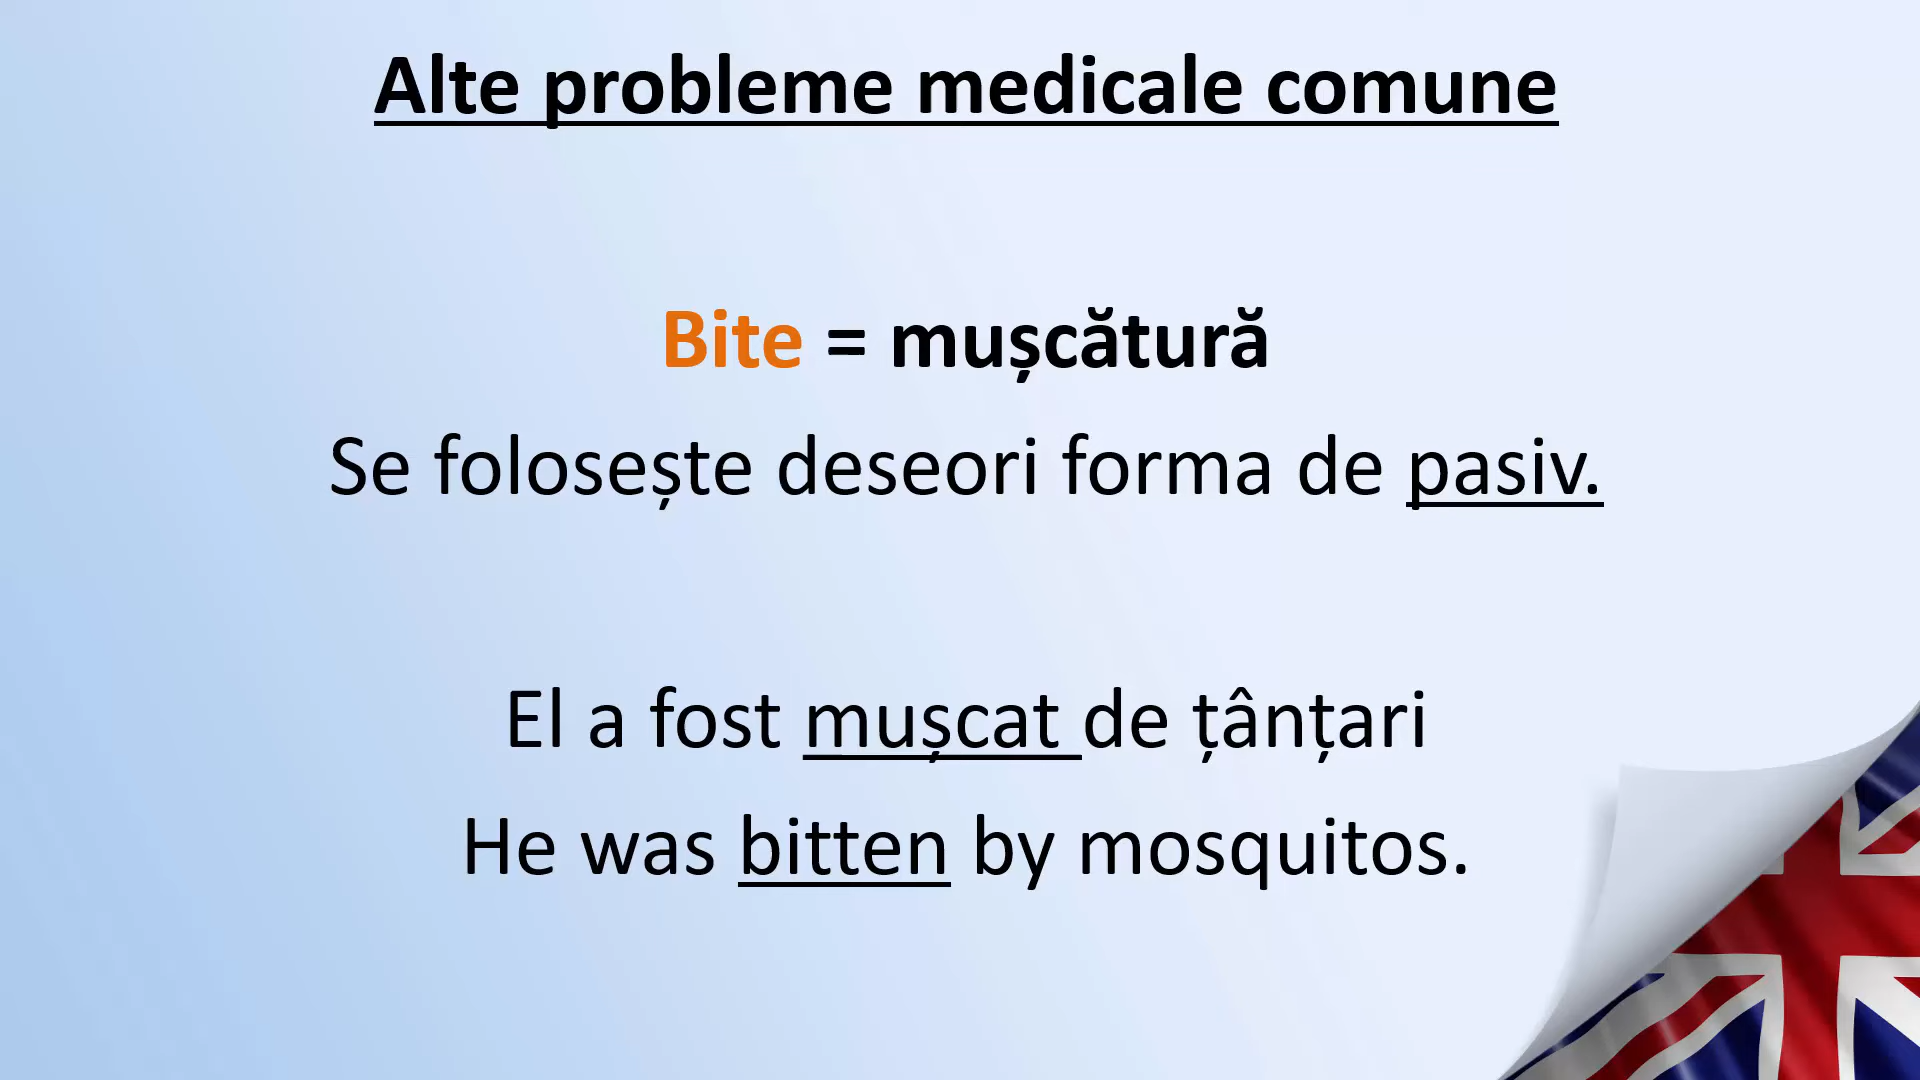 Alte probleme medicale comune
Bite = mușcătură
Se folosește deseori forma de pasiv.
El a fost mușcat de țânțari
He was bitten by mosquitos.